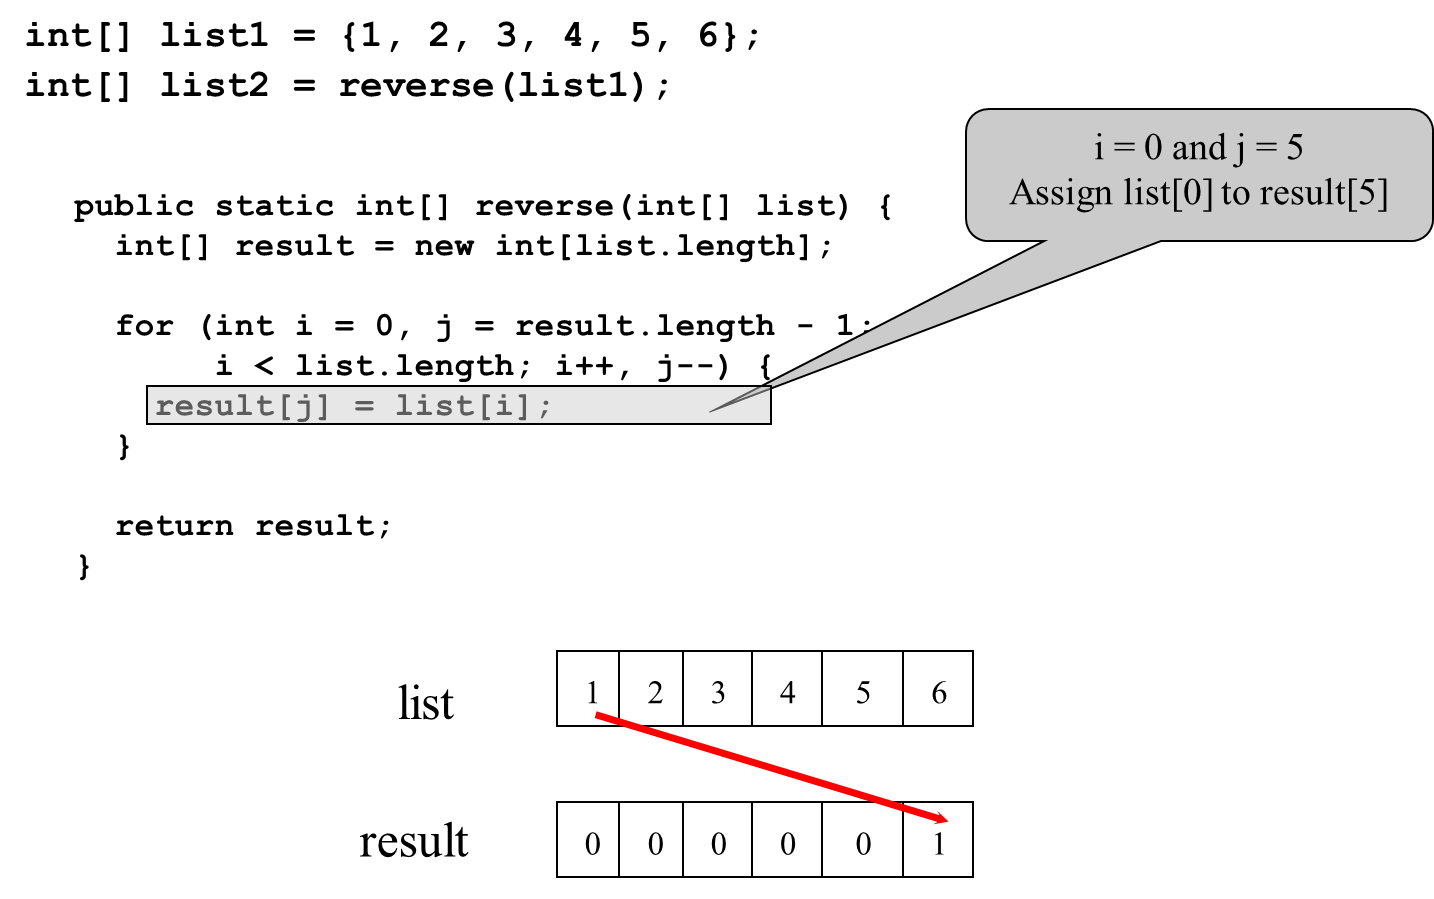 int[] list1 = {1, 2, 3, 4, 5, 6};
int[] list2 = reverse(list1);
i = 0 and j = 5
Assign list[0] to result[5]
public static int[] reverse(int[] list) {
int[] result = new int[list.length];
for (int i = 0, j = result.length - 1;
i < list.length; i++, j--) {
result[j] = list[i];
}
return result;
}
list 1 2 3 4 5 6
result 0 0 0 0 0 1